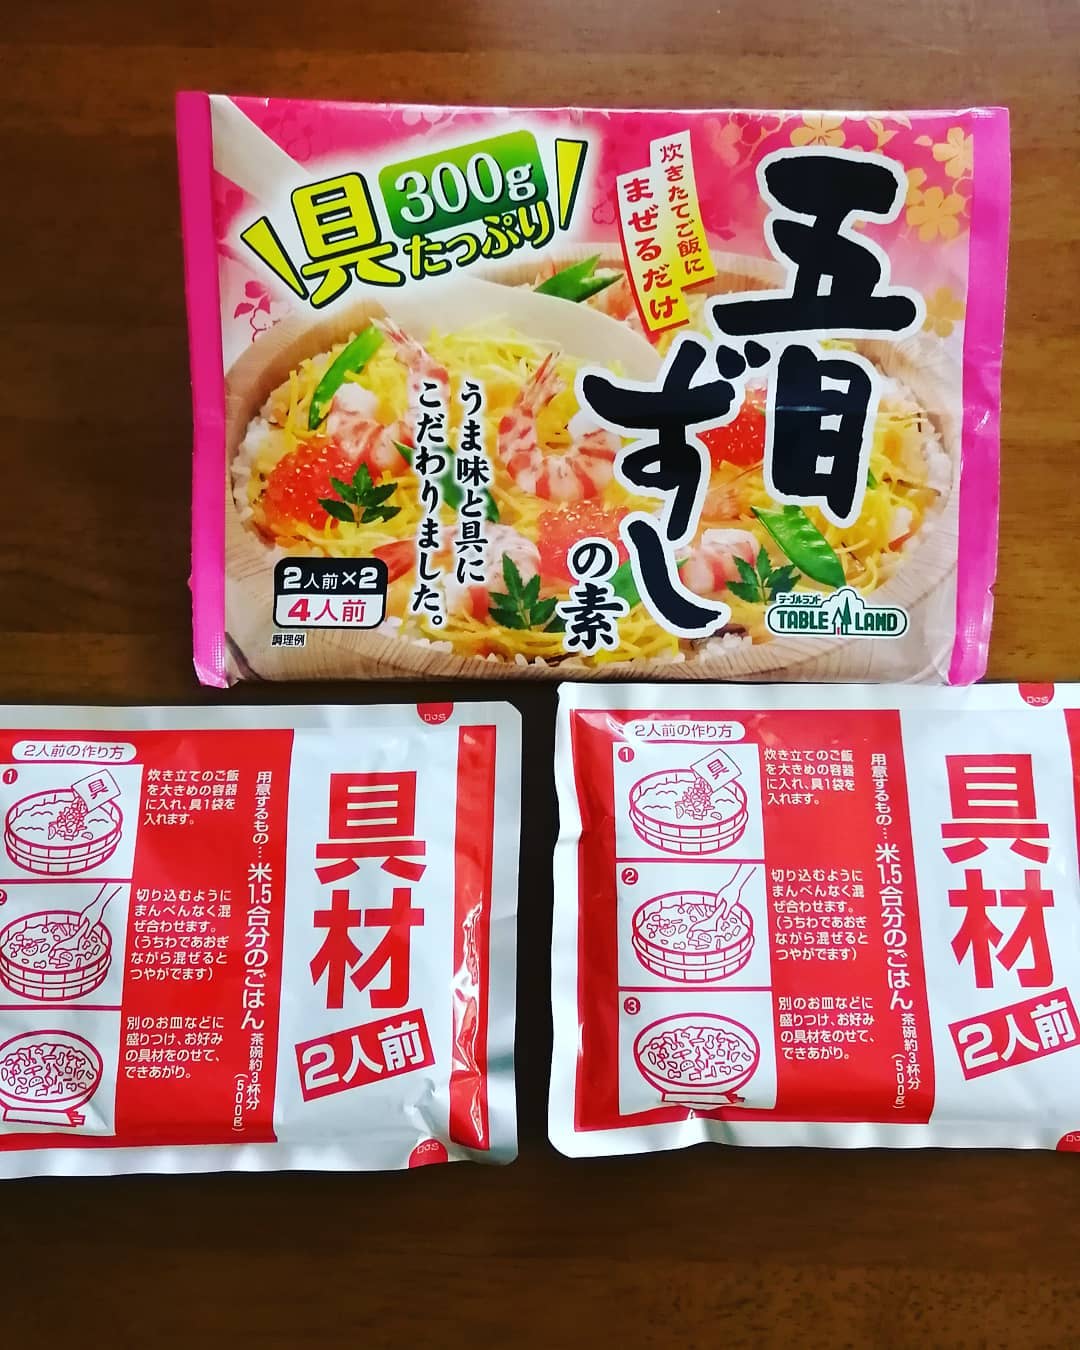 具
300g
たっぷり
炊きたてご飯に
まぜるだけ
五目
ずし
の素
うま味と具に
こだわりました。
2人前×2
4人前
調理例
テーブルランド
TABLE LAND
2人前の作り方
1
具
炊き立てのご飯
を大きめの容器
に入れ、具1袋を
入れます。
2
切り込むように
まんべんなく混
ぜ合わせます。
(うちわであおぎ
ながら混ぜると
つやがでます)
別のお皿などに
盛りつけ、お好み
の具材をのせて、
できあがり。
用意するもの…米1.5合分のごはん 茶碗約3杯分
(500g)
具材
2人前
2人前の作り方
1
具
炊き立てのご飯
を大きめの容器
に入れ、具1袋を
入れます。
2
切り込むように
まんべんなく混
ぜ合わせます。
(うちわであおぎ
ながら混ぜると
つやがでます)
3
別のお皿などに
盛りつけ、お好み
の具材をのせて、
できあがり。
用意するもの…米1.5合分のごはん 茶碗約3杯分
(500g)
具材
2人前